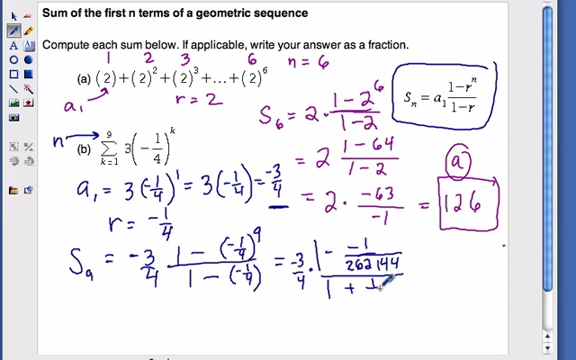 Sum of the first n terms of a geometric sequence
Compute each sum below. If applicable, write your answer as a fraction.
1 2 3 6 n = 6
(a) (2)+(2)²+(2)³+...+(2)⁶
a₁ r = 2
S₆ = 2 · (1 - 2⁶)/(1 - 2)
Sₙ = a₁ (1-rⁿ)/(1-r)
= 2 (1 - 64)/(1 - 2)
= 2 · -63/-1 = 126
a
n → (b) ∑ k=1 9 3(-1/4)ᵏ
a₁ = 3(-1/4)¹ = 3(-1/4) = -3/4
r = -1/4
S₉ = -3/4 · (1 - (-1/4)⁹)/(1 - (-1/4)) = -3/4 · (1 - -1/262144)/(1 + 1